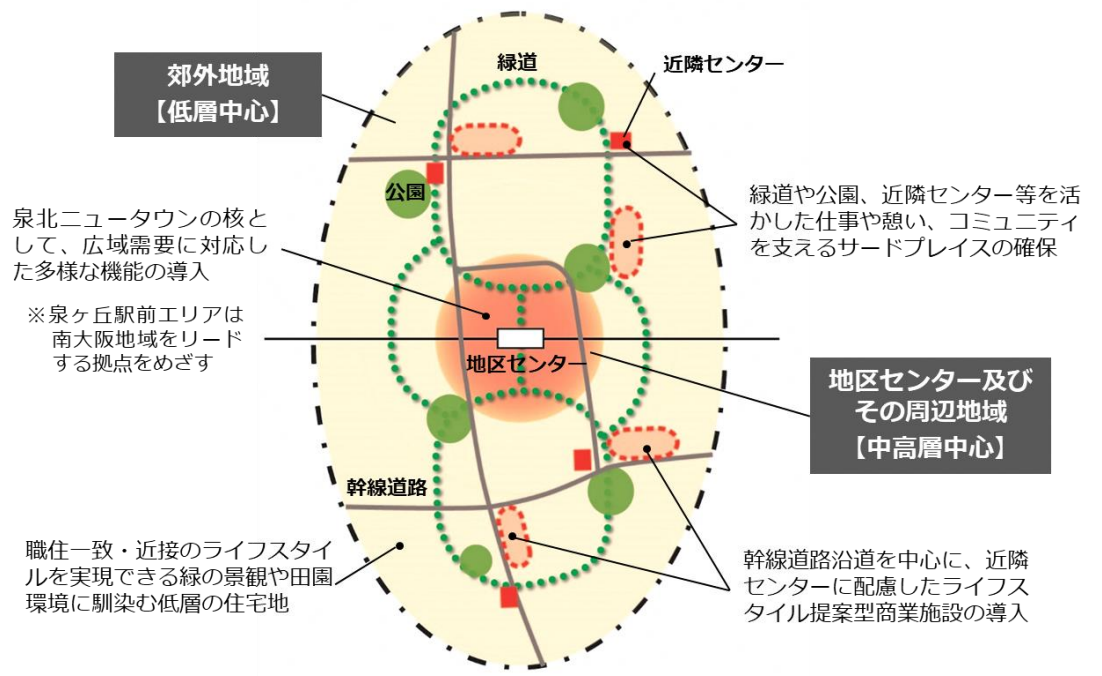 緑道
近隣センター
郊外地域
【低層中心】
公園
緑道や公園、近隣センター等を活
かした仕事や憩い、コミュニティ
を支えるサードプレイスの確保
泉北ニュータウンの核と
して、広域需要に対応し
た多様な機能の導入
※泉ヶ丘駅前エリアは
南大阪地域をリード
する拠点をめざす
地区センター
地区センター及び
その周辺地域
【中高層中心】
幹線道路
職住一致・近接のライフスタイ
ルを実現できる緑の景観や田園
環境に馴染む低層の住宅地
幹線道路沿道を中心に、近隣
センターに配慮したライフス
タイル提案型商業施設の導入